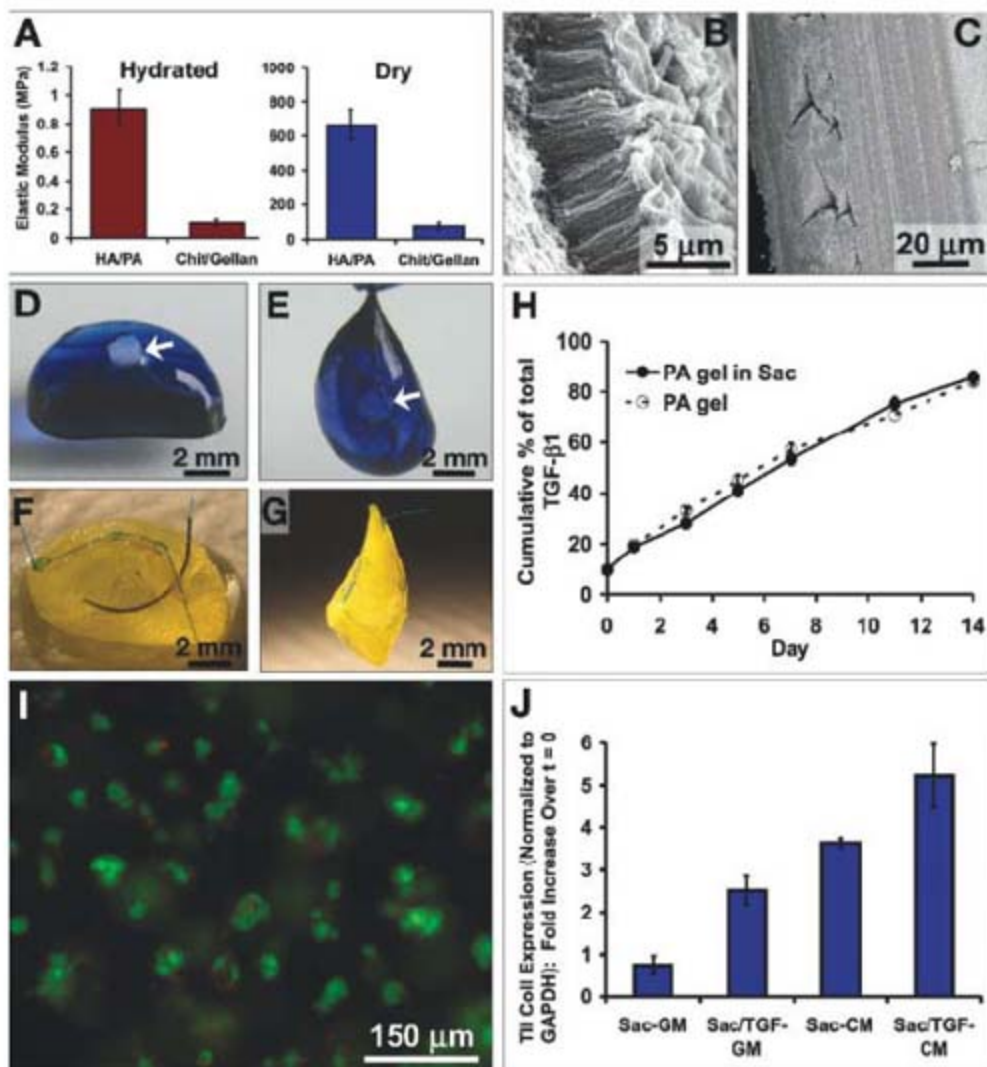 A
Hydrated
Dry
Elastic Modulus (MPa)
1.2
1
0.8
0.6
0.4
0.2
0
HA/PA
Chit/Gellan
1000
800
600
400
200
0
HA/PA
Chit/Gellan
B
5 μm
C
20 μm
D
2 mm
E
2 mm
F
2 mm
G
2 mm
H
Cumulative % of total
TGF-β1
100
80
60
40
20
0
PA gel in Sac
PA gel
0 2 4 6 8 10 12 14
Day
I
150 μm
J
TII Coll Expression (Normalized to
GAPDH): Fold Increase Over t = 0
6
5
4
3
2
1
0
Sac-GM
Sac/TGF-
GM
Sac-CM
Sac/TGF-
CM